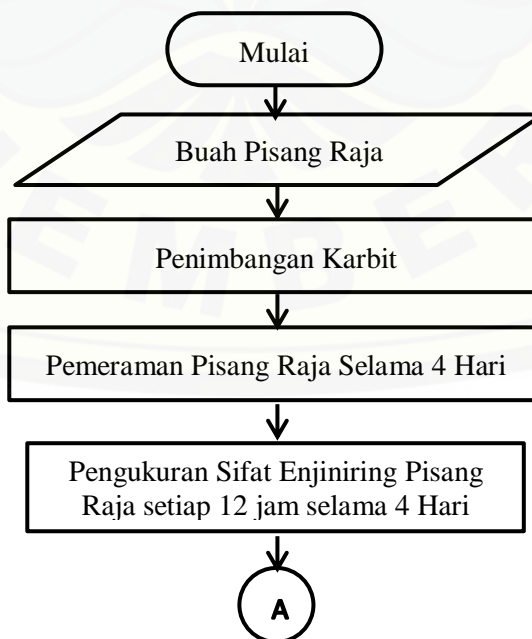 Mulai
Buah Pisang Raja
Penimbangan Karbit
Pemeraman Pisang Raja Selama 4 Hari
Pengukuran Sifat Enjiniring Pisang
Raja setiap 12 jam selama 4 Hari
A